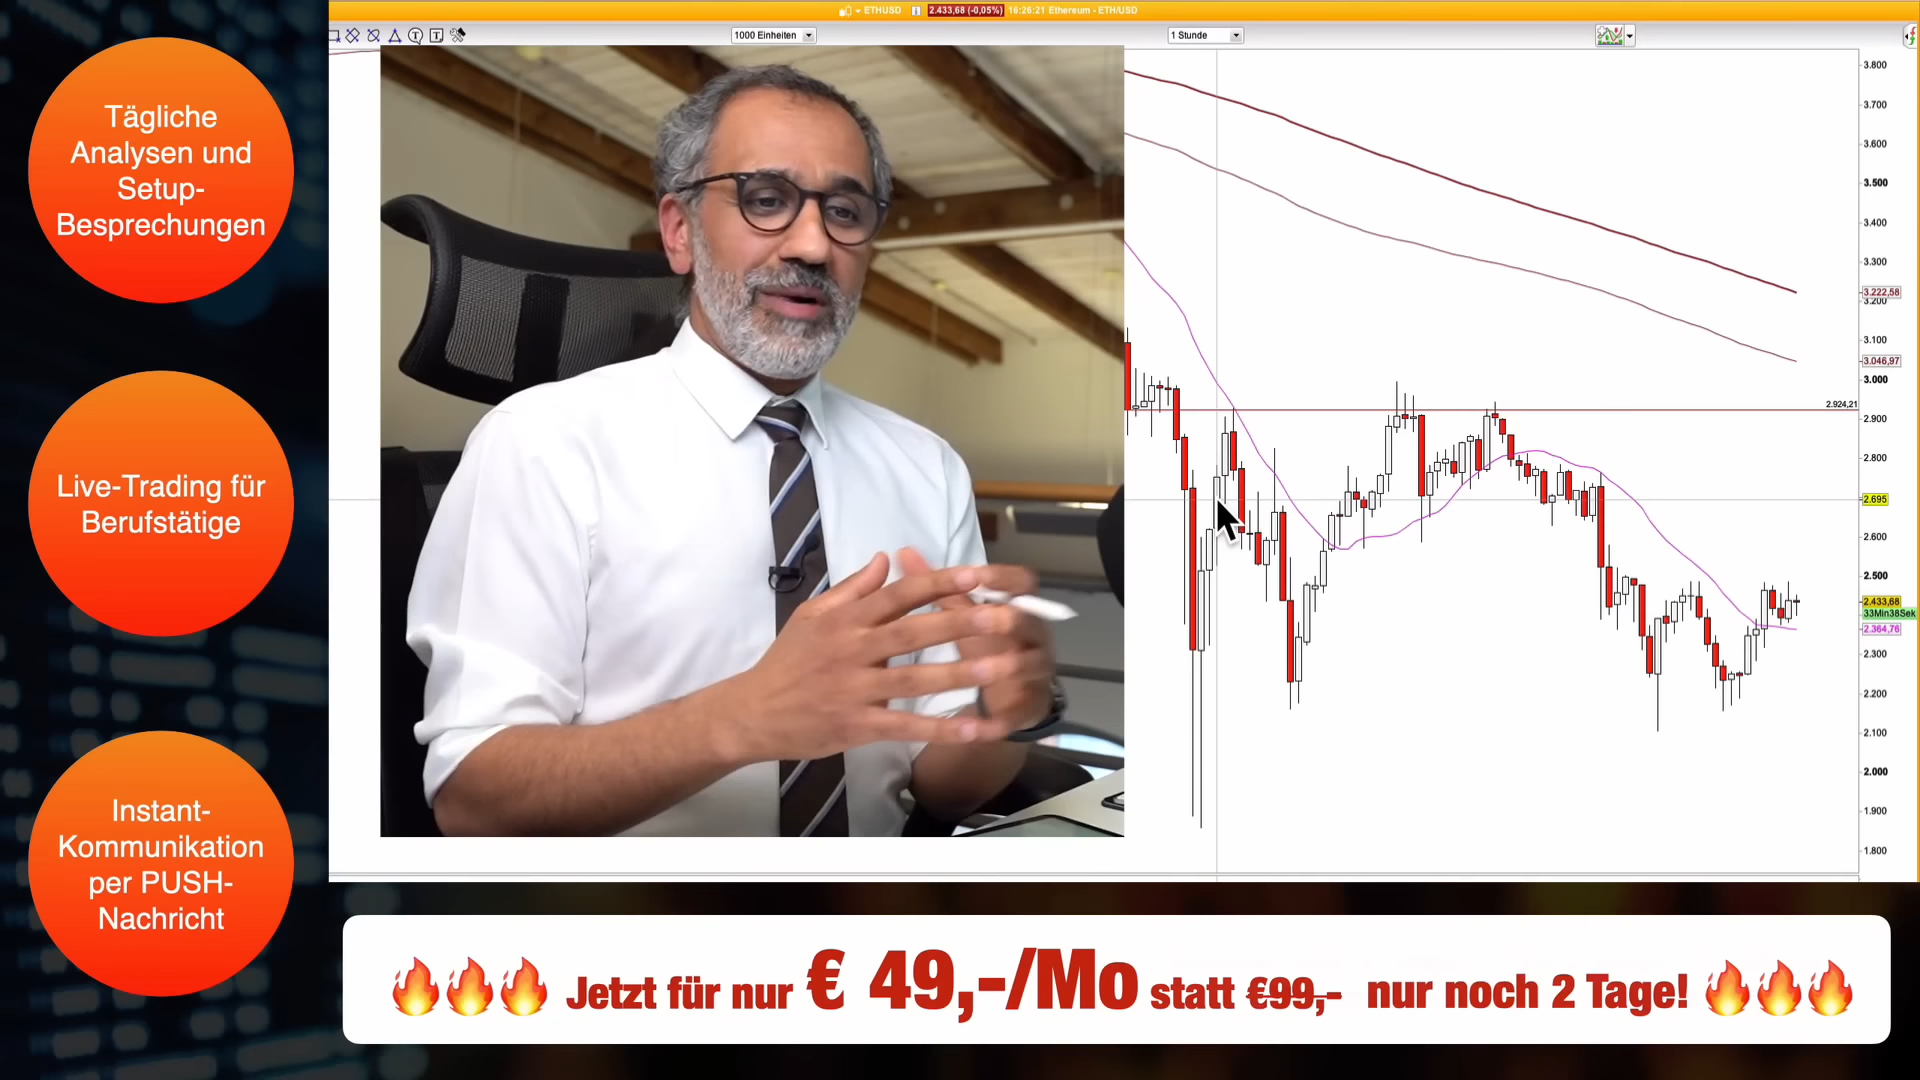 ETHUSD 2.433,68 (-0,05%) 16:26:21 Ethereum - ETH/USD
1000 Einheiten
1 Stunde
Tägliche
Analysen und
Setup-
Besprechungen
Live-Trading für
Berufstätige
Instant-
Kommunikation
per PUSH-
Nachricht
3.800
3.700
3.600
3.500
3.400
3.300
3.222,58
3.200
3.100
3.046,97
3.000
2.924,21
2.900
2.800
2.695
2.600
2.500
2.433,68
33Min38Sek
2.364,76
2.300
2.200
2.100
2.000
1.900
1.800
🔥🔥🔥 Jetzt für nur € 49,-/Mo statt €99,- nur noch 2 Tage! 🔥🔥🔥